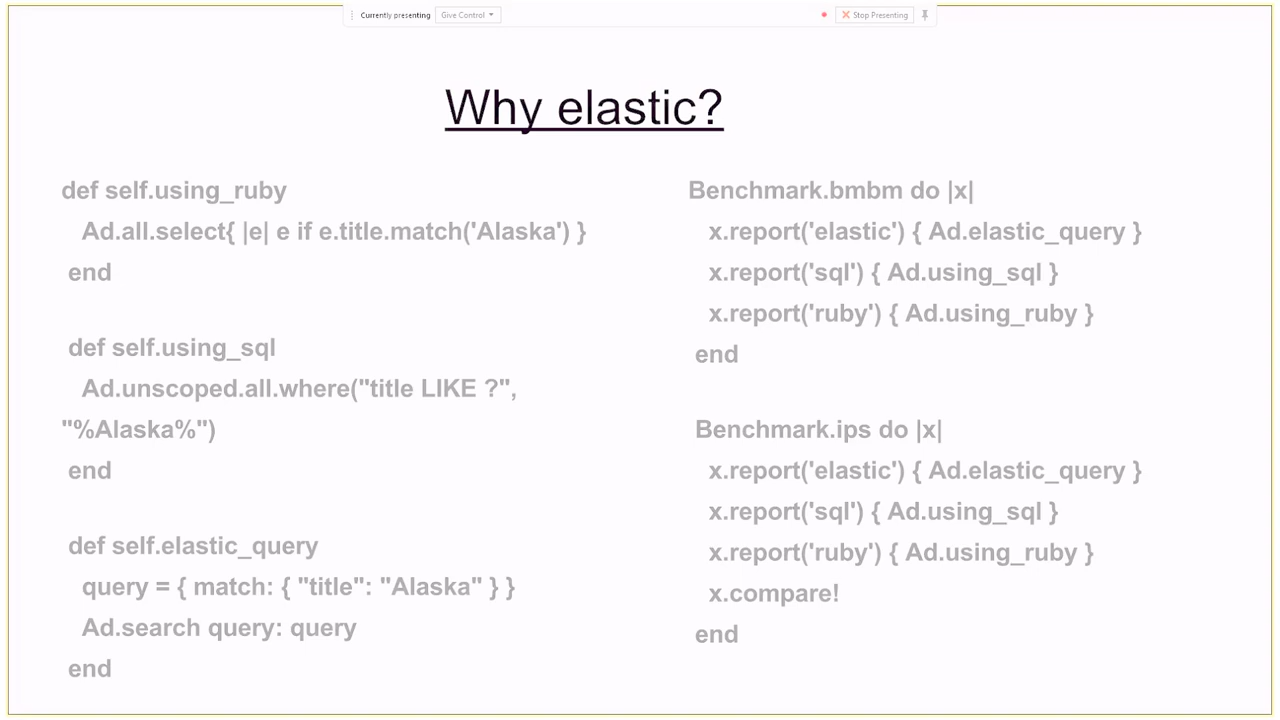 Currently presenting Give Control Stop Presenting
Why elastic?
def self.using_ruby
Ad.all.select{ |e| e if e.title.match('Alaska') }
end
def self.using_sql
Ad.unscoped.all.where("title LIKE ?",
"%Alaska%")
end
def self.elastic_query
query = { match: { "title": "Alaska" } }
Ad.search query: query
end
Benchmark.bmbm do |x|
x.report('elastic') { Ad.elastic_query }
x.report('sql') { Ad.using_sql }
x.report('ruby') { Ad.using_ruby }
end
Benchmark.ips do |x|
x.report('elastic') { Ad.elastic_query }
x.report('sql') { Ad.using_sql }
x.report('ruby') { Ad.using_ruby }
x.compare!
end